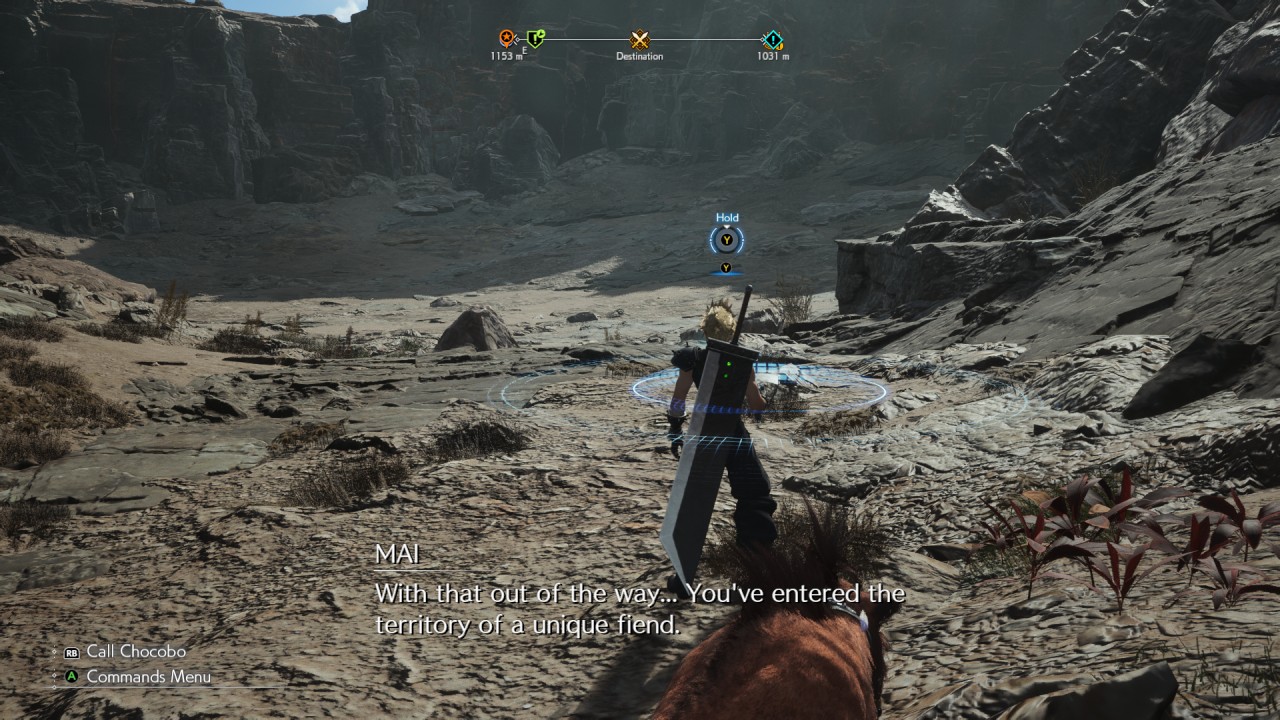 E
1153 m
Destination
1031 m
Hold
Y
Y
MAI
With that out of the way... You've entered the
territory of a unique fiend.
RB Call Chocobo
A Commands Menu